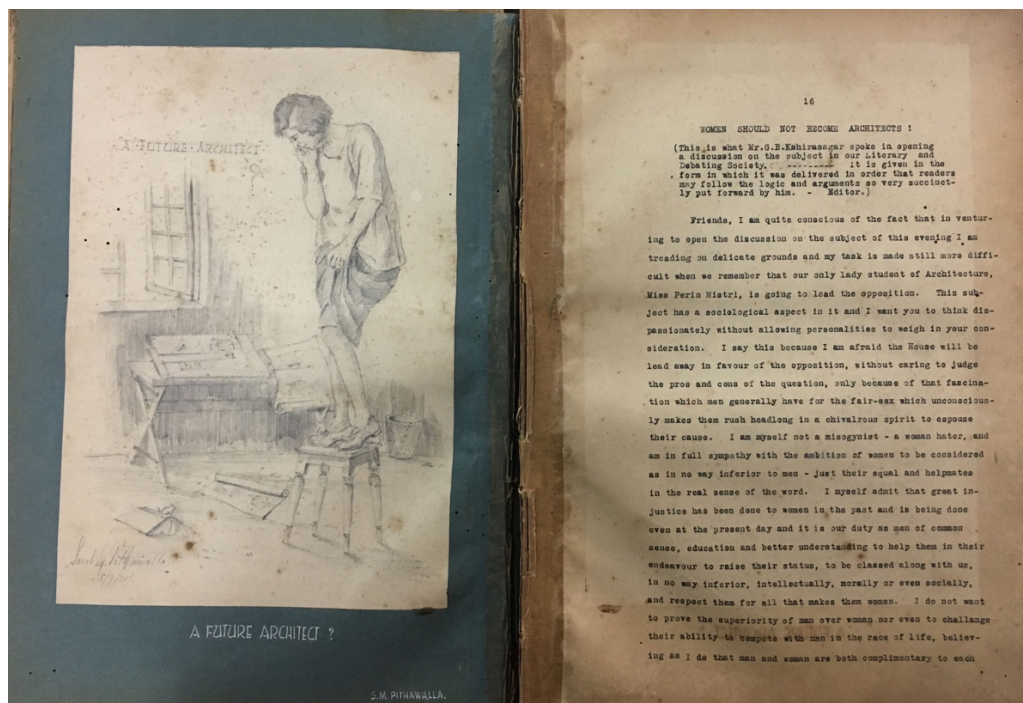 A FUTURE ARCHITECT
A FUTURE ARCHITECT ?
S.M. PITHAWALLA.
16
WOMEN SHOULD NOT BECOME ARCHITECTS !
(This is what Mr.G.B.Kshirasagar spoke in opening
a discussion on the subject in our Literary and
Debating Society. --------- It is given in the
form in which it was delivered in order that readers
may follow the logic and arguments so very succinct-
ly put forward by him. - Editor.)
Friends, I am quite conscious of the fact that in ventur-
ing to open the discussion on the subject of this evening I am
treading on delicate grounds and my task is made still more diffi-
cult when we remember that our only lady student of Architecture,
Miss Perin Mistri, is going to lead the opposition. This sub-
ject has a sociological aspect in it and I want you to think dis-
passionately without allowing personalities to weigh in your con-
sideration. I say this because I am afraid the House will be
lead away in favour of the opposition, without caring to judge
the pros and cons of the question, only because of that fascina-
tion which men generally have for the fair-sex which unconscious-
ly makes them rush headlong in a chivalrous spirit to espouse
their cause. I am myself not a misogynist - a woman hater, and
am in full sympathy with the ambition of women to be considered
as in no way inferior to men - just their equal and helpmates
in the real sense of the word. I myself admit that great in-
justice has been done to women in the past and is being done
even at the present day and it is our duty as men of common
sense, education and better understanding to help them in their
endeavour to raise their status, to be classed along with us,
in no way inferior, intellectually, morally or even socially,
and respect them for all that makes them women. I do not want
to prove the superiority of man over woman nor even to challange
their ability to compete with man in the race of life, believ-
ing as I do that man and woman are both complimentary to each